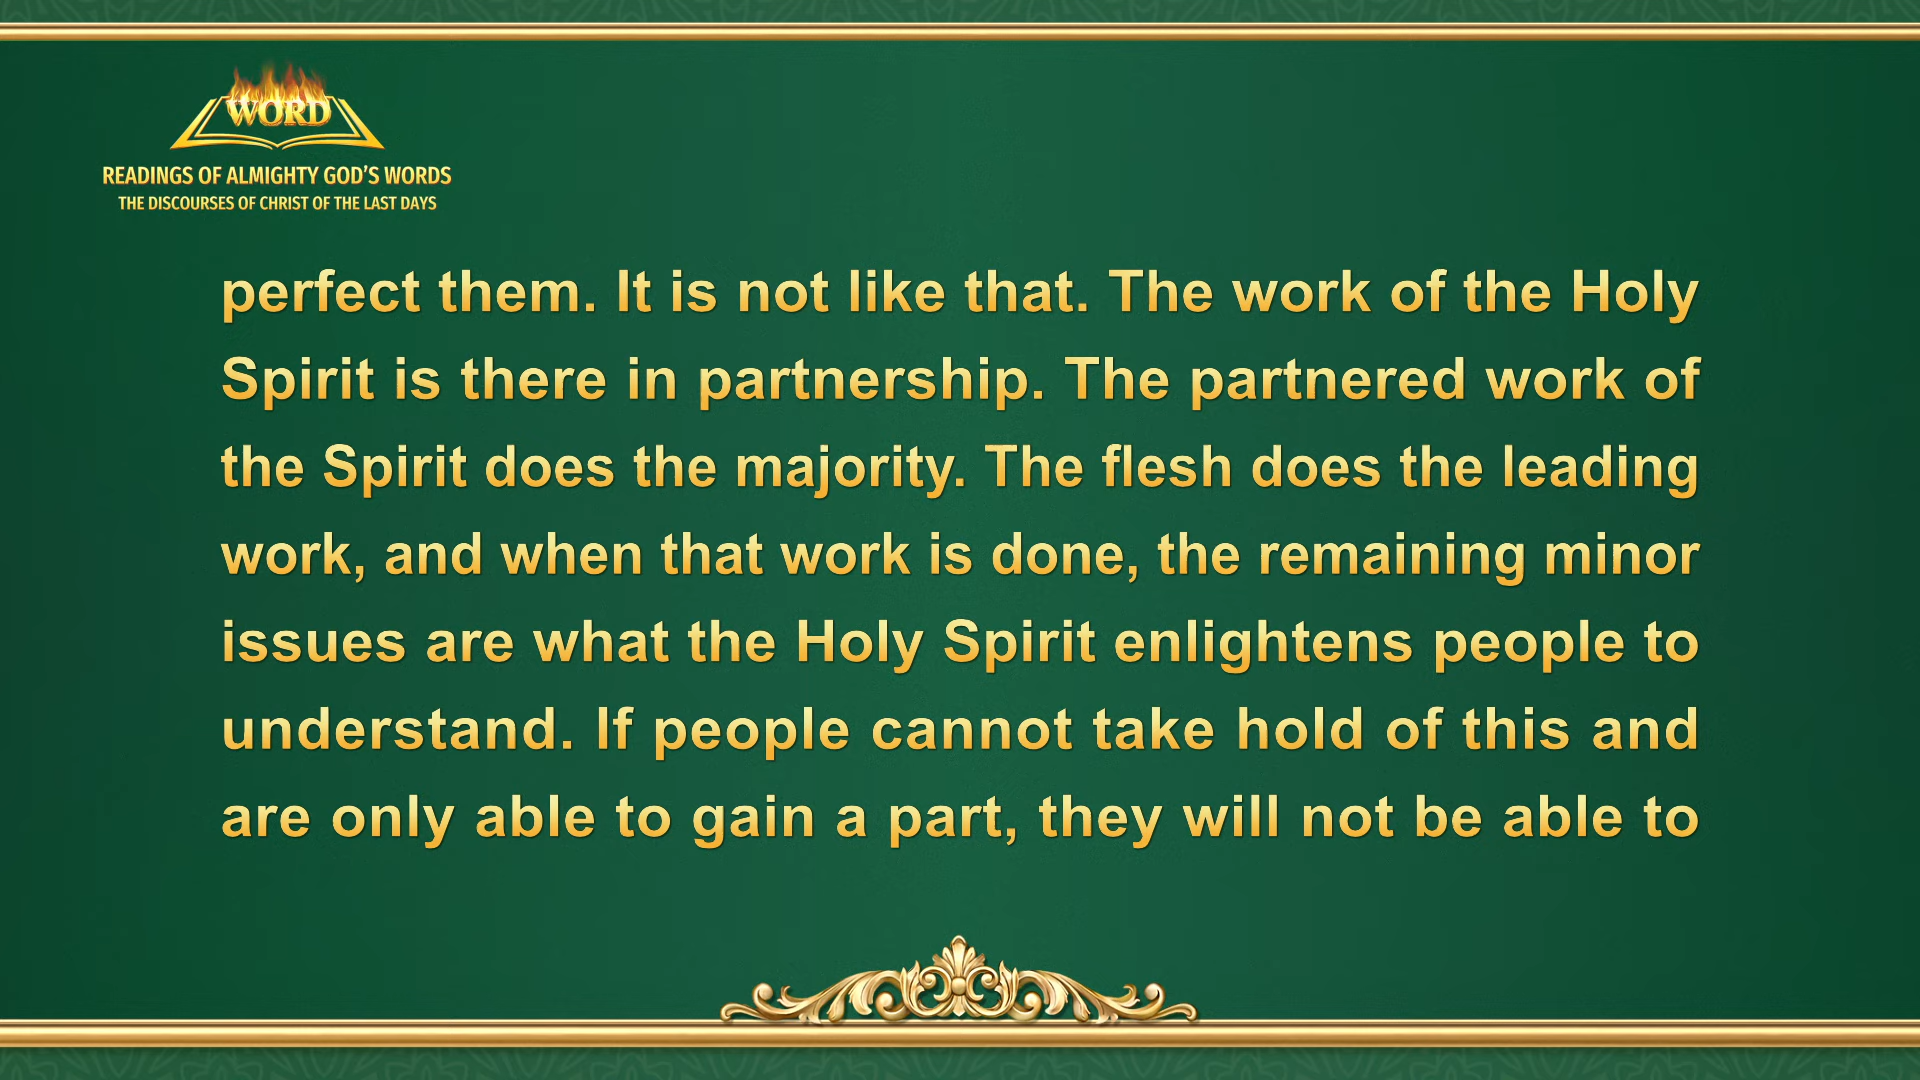 WORD
READINGS OF ALMIGHTY GOD'S WORDS
THE DISCOURSES OF CHRIST OF THE LAST DAYS
perfect them. It is not like that. The work of the Holy
Spirit is there in partnership. The partnered work of
the Spirit does the majority. The flesh does the leading
work, and when that work is done, the remaining minor
issues are what the Holy Spirit enlightens people to
understand. If people cannot take hold of this and
are only able to gain a part, they will not be able to